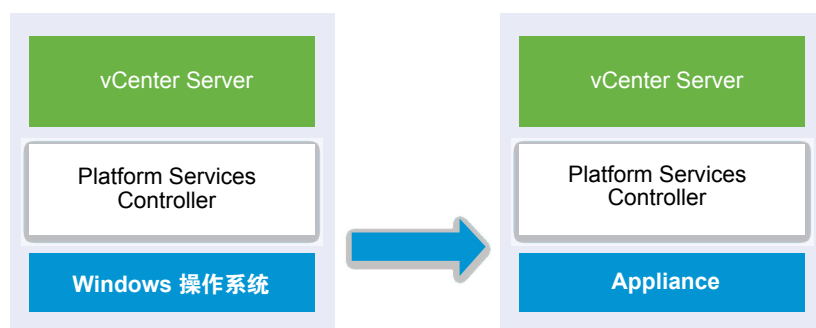 vCenter Server
Platform Services
Controller
Windows 操作系统
vCenter Server
Platform Services
Controller
Appliance